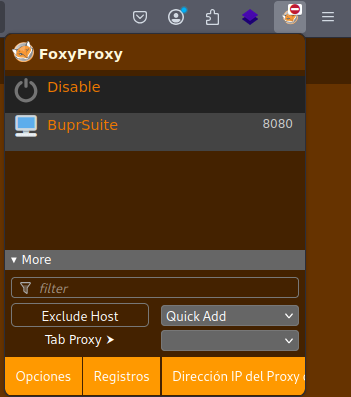 FoxyProxy
Disable
BuprSuite 8080
▾ More
filter
Exclude Host Quick Add
Tab Proxy ➤
Opciones Registros Dirección IP del Proxy